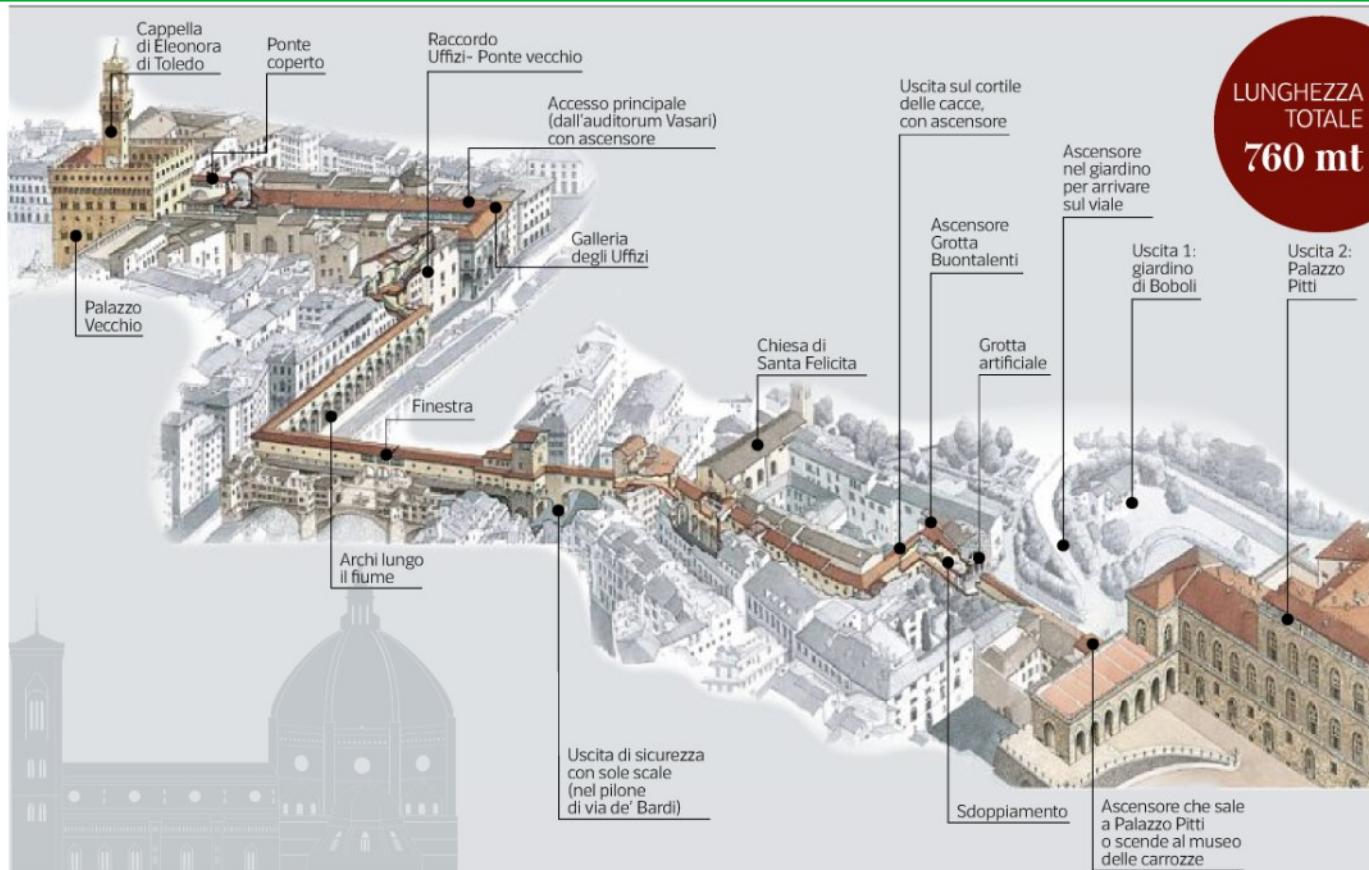 Cappella
di Eleonora
di Toledo
Ponte
coperto
Raccordo
Uffizi- Ponte vecchio
Accesso principale
(dall'auditorum Vasari)
con ascensore
Uscita sul cortile
delle cacce,
con ascensore
LUNGHEZZA
TOTALE
760 mt
Ascensore
nel giardino
per arrivare
sul viale
Ascensore
Grotta
Buontalenti
Galleria
degli Uffizi
Uscita 1:
giardino
di Boboli
Uscita 2:
Palazzo
Pitti
Palazzo
Vecchio
Chiesa di
Santa Felicita
Grotta
artificiale
Finestra
Archi lungo
il fiume
Uscita di sicurezza
con sole scale
(nel pilone
di via de' Bardi)
Sdoppiamento
Ascensore che sale
a Palazzo Pitti
o scende al museo
delle carrozze